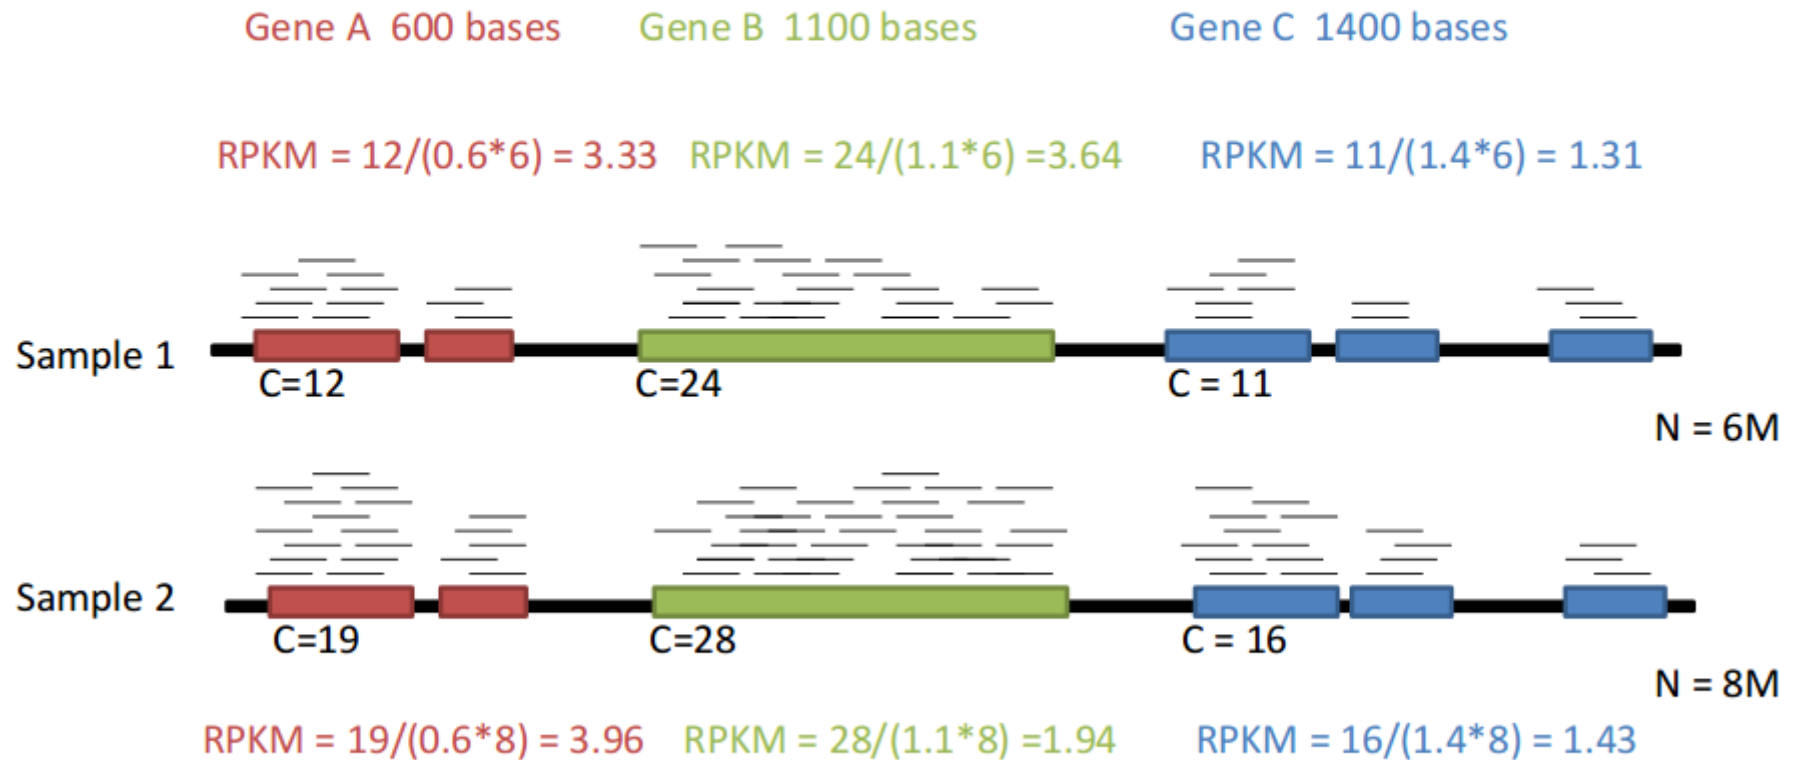 Gene A 600 bases
Gene B 1100 bases
Gene C 1400 bases
RPKM = 12/(0.6*6) = 3.33
RPKM = 24/(1.1*6) =3.64
RPKM = 11/(1.4*6) = 1.31
Sample 1
C=12
C=24
C = 11
N = 6M
Sample 2
C=19
C=28
C = 16
N = 8M
RPKM = 19/(0.6*8) = 3.96
RPKM = 28/(1.1*8) =1.94
RPKM = 16/(1.4*8) = 1.43